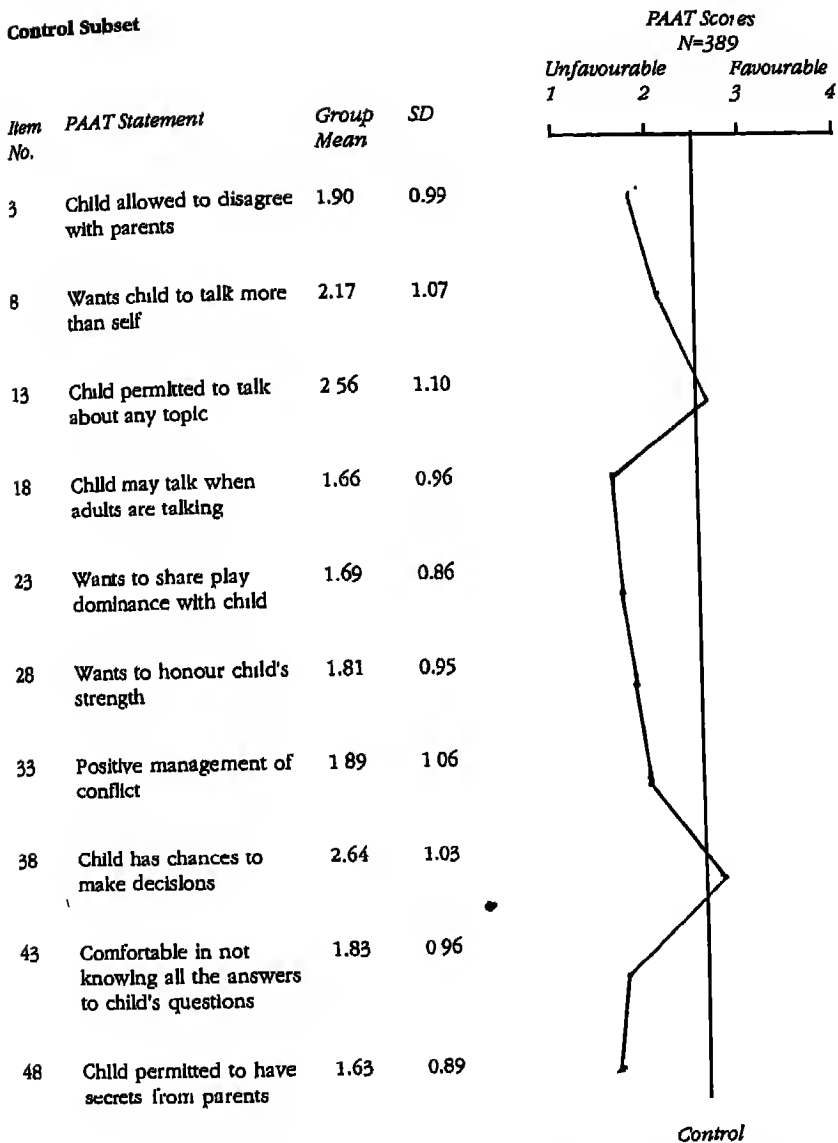 Control Subset
PAAT Scores
N=389
Unfavourable Favourable
1 2 3 4
Item No. PAAT Statement Group Mean SD
3 Child allowed to disagree with parents 1.90 0.99
8 Wants child to talk more than self 2.17 1.07
13 Child permitted to talk about any topic 2 56 1.10
18 Child may talk when adults are talking 1.66 0.96
23 Wants to share play dominance with child 1.69 0.86
28 Wants to honour child's strength 1.81 0.95
33 Positive management of conflict 1 89 1 06
38 Child has chances to make decisions 2.64 1.03
43 Comfortable in not knowing all the answers to child's questions 1.83 0 96
48 Child permitted to have secrets from parents 1.63 0.89
Control